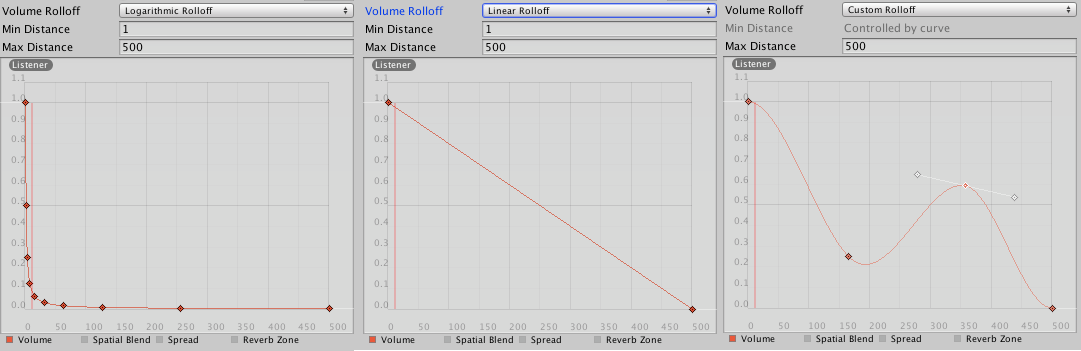 Volume Rolloff Logarithmic Rolloff
Min Distance 1
Max Distance 500
Listener
1.1
1.0
0.9
0.8
0.7
0.6
0.5
0.4
0.3
0.2
0.1
0.0
0 50 100 150 200 250 300 350 400 450 500
Volume Spatial Blend Spread Reverb Zone
Volume Rolloff Linear Rolloff
Min Distance 1
Max Distance 500
Listener
1.1
1.0
0.9
0.8
0.7
0.6
0.5
0.4
0.3
0.2
0.1
0.0
0 50 100 150 200 250 300 350 400 450 500
Volume Spatial Blend Spread Reverb Zone
Volume Rolloff Custom Rolloff
Min Distance Controlled by curve
Max Distance 500
Listener
1.1
1.0
0.9
0.8
0.7
0.6
0.5
0.4
0.3
0.2
0.1
0.0
0 50 100 150 200 250 300 350 400 450 500
Volume Spatial Blend Spread Reverb Zone